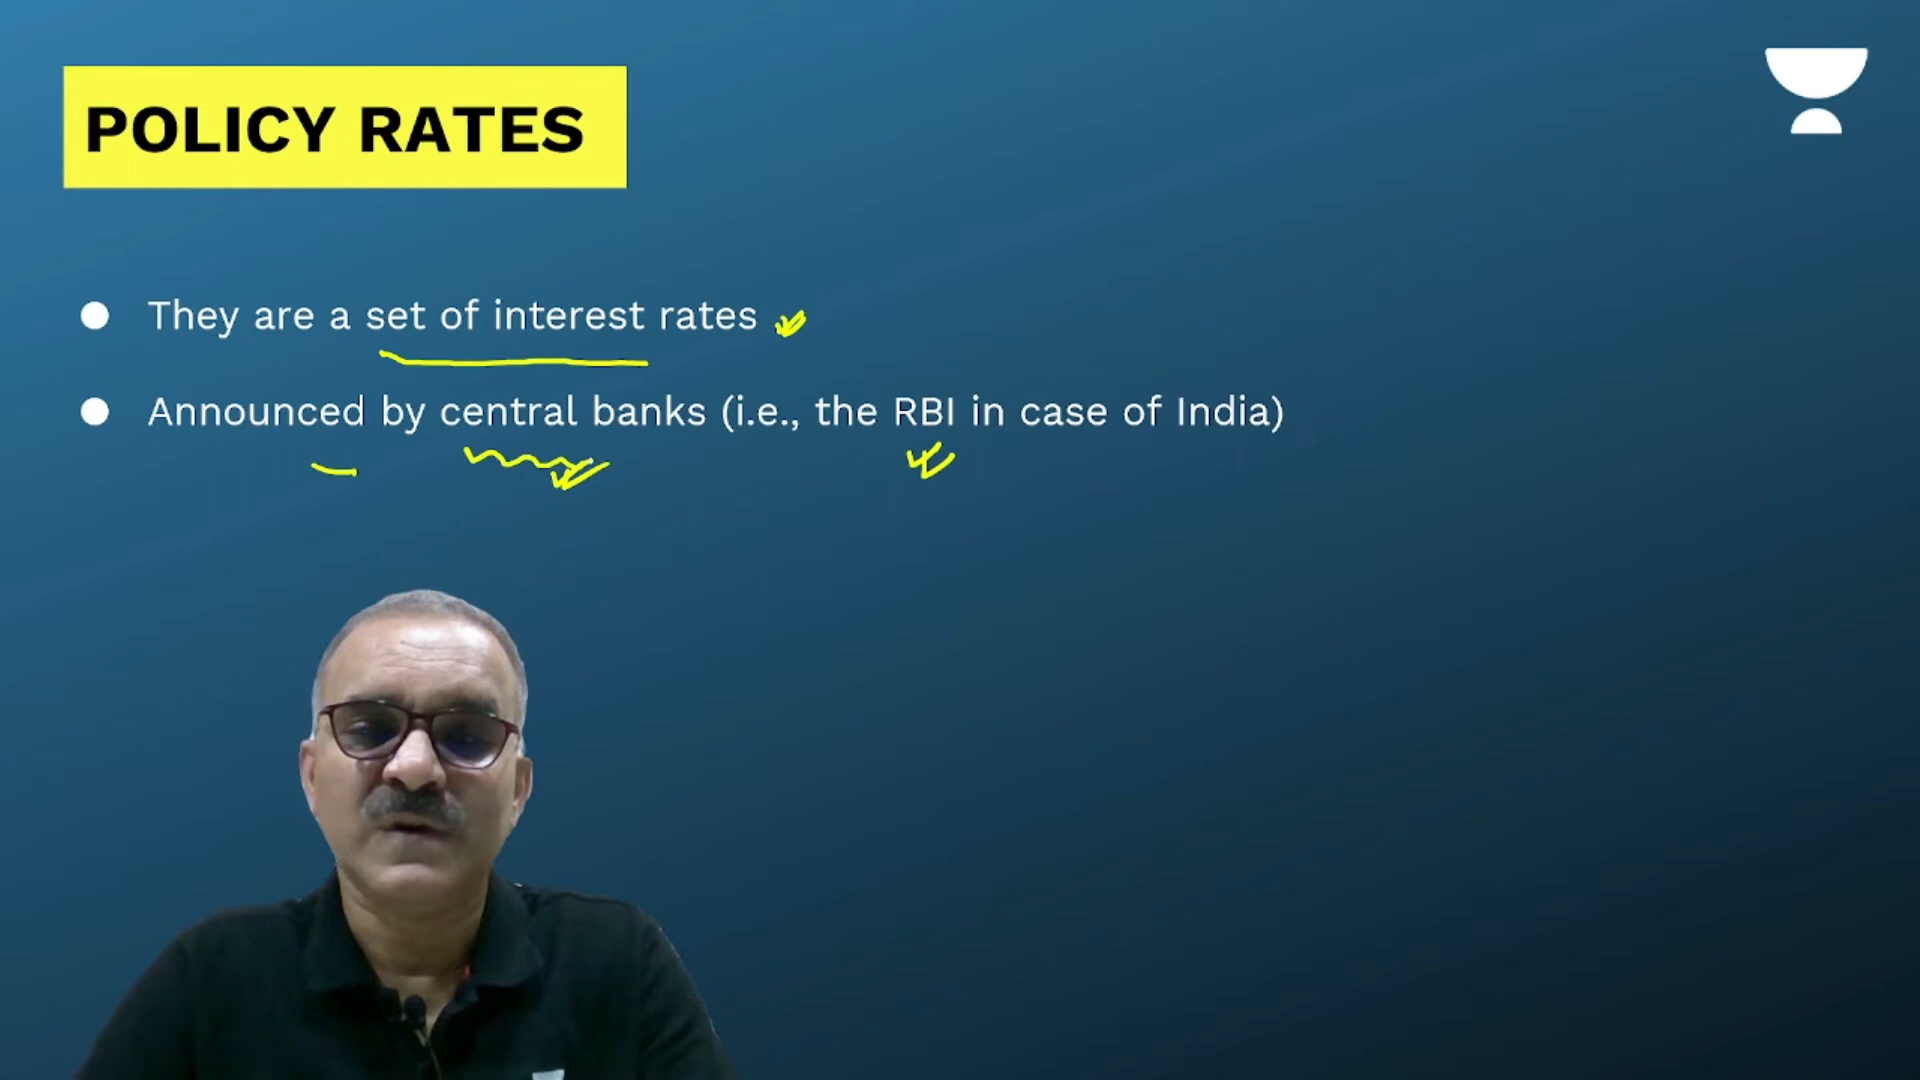 POLICY RATES
They are a set of interest rates
Announced by central banks (i.e., the RBI in case of India)